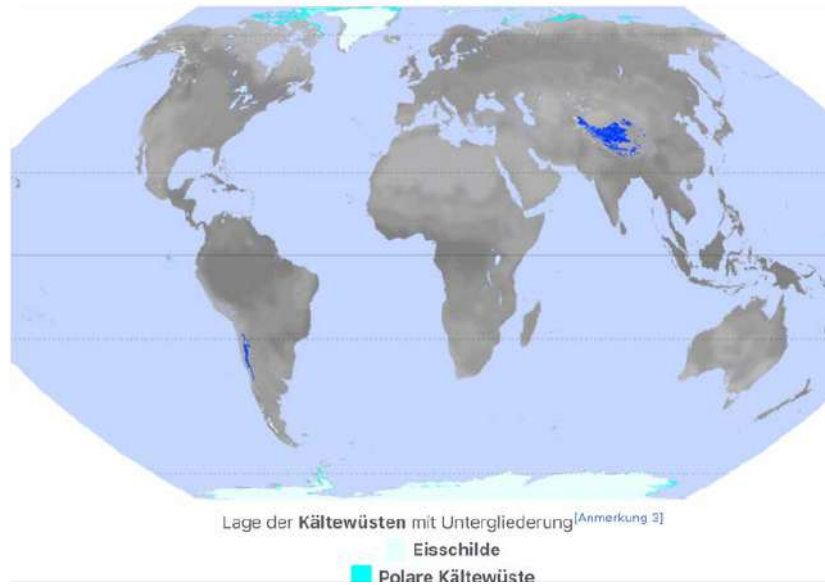 Lage der Kältewüsten mit Untergliederung[Anmerkung 3]
Eisschilde
Polare Kältewüste